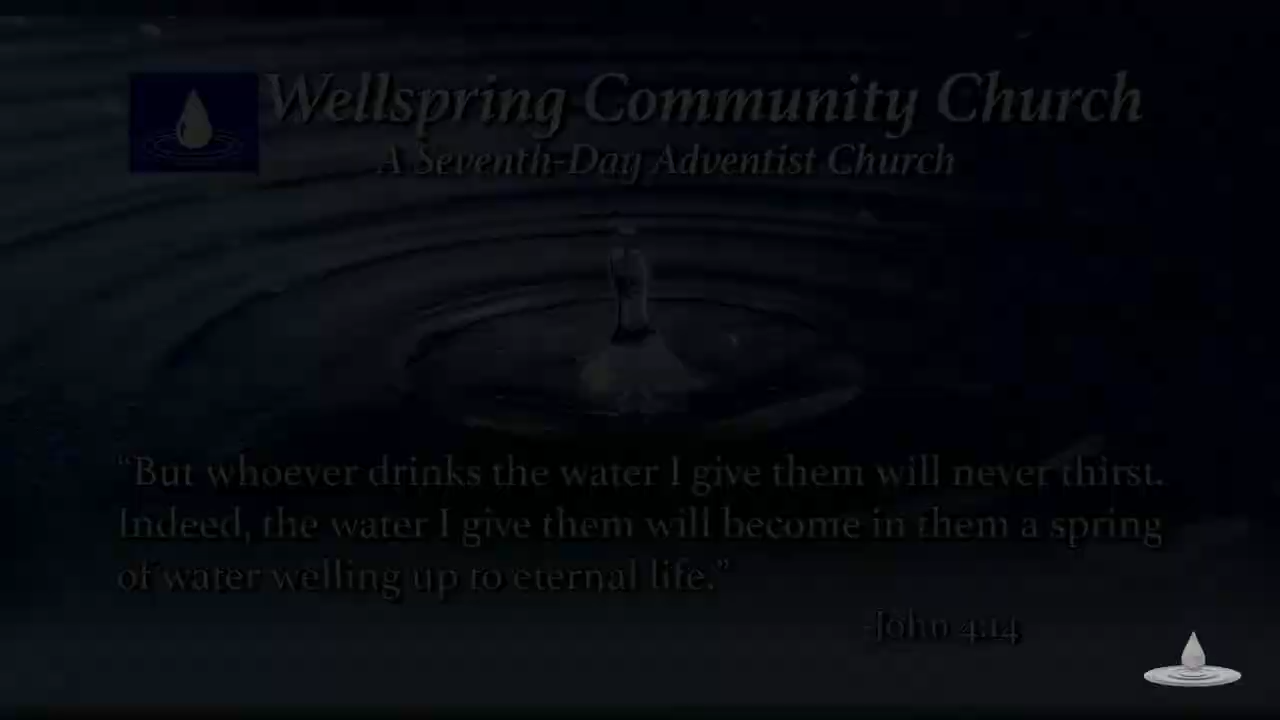 Wellspring Community Church
A Seventh-Day Adventist Church
“But whoever drinks the water I give them will never thirst.
Indeed, the water I give them will become in them a spring
of water welling up to eternal life.”
-John 4:14